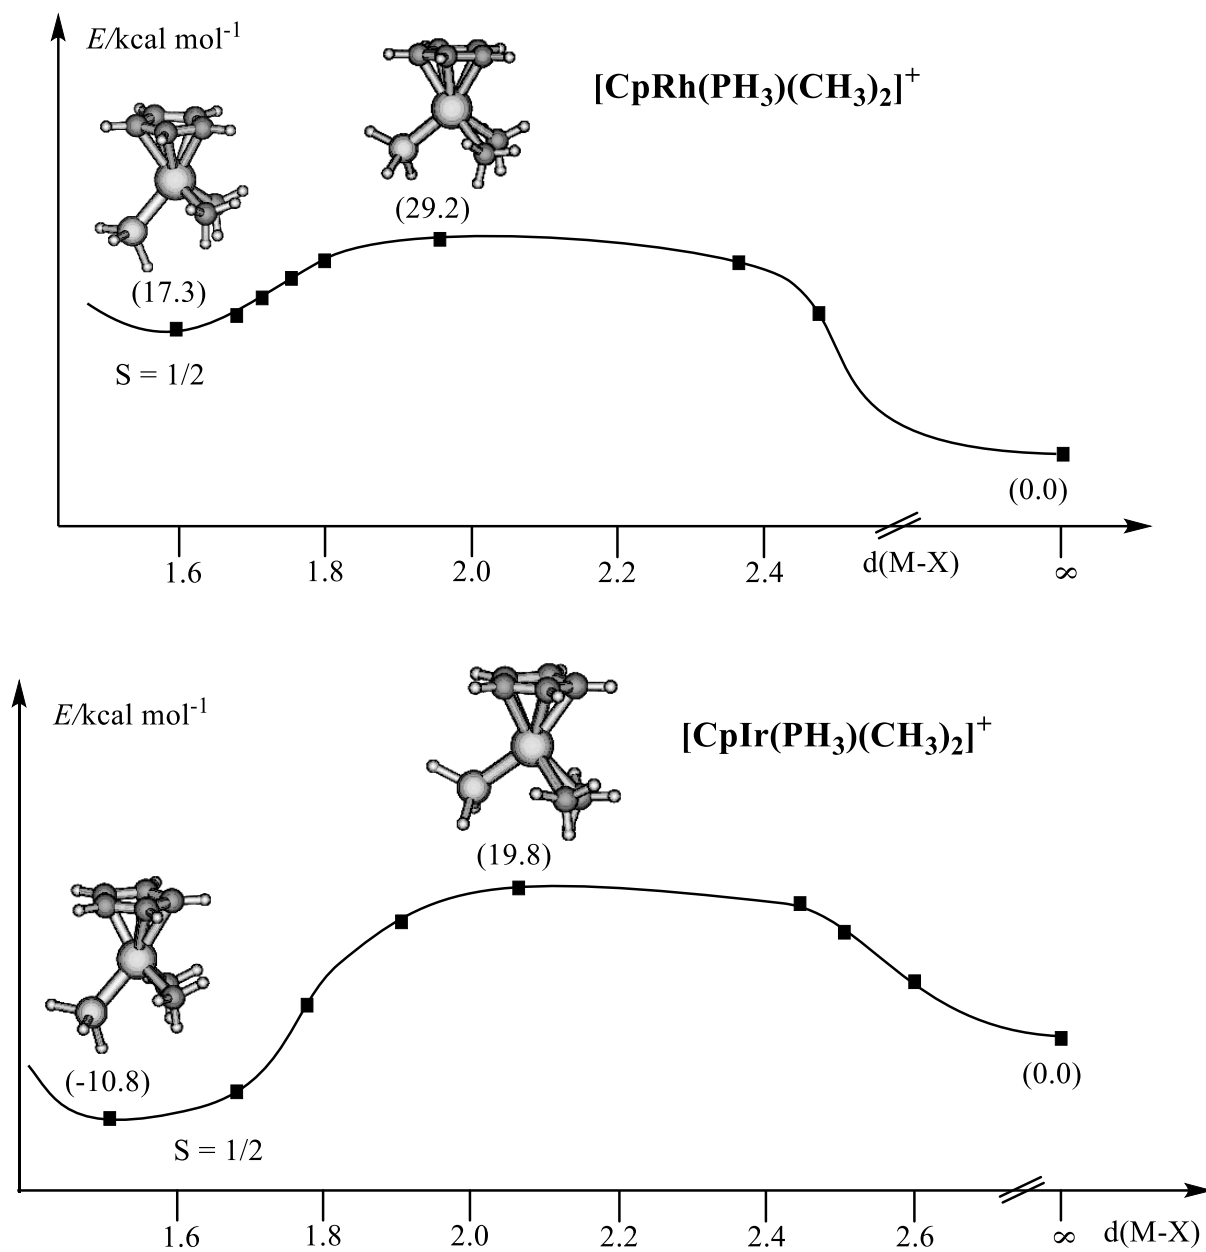 E/kcal mol⁻¹
[CpRh(PH₃)(CH₃)₂]⁺
(29.2)
(17.3)
S = 1/2
(0.0)
1.6 1.8 2.0 2.2 2.4 d(M-X) ∞
E/kcal mol⁻¹
[CpIr(PH₃)(CH₃)₂]⁺
(19.8)
(-10.8)
(0.0)
S = 1/2
1.6 1.8 2.0 2.2 2.4 2.6 ∞ d(M-X)